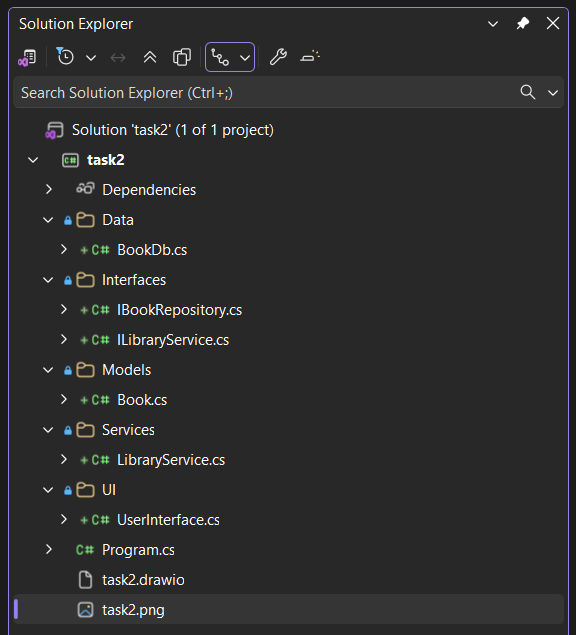 Solution Explorer
Search Solution Explorer (Ctrl+;)
Solution 'task2' (1 of 1 project)
C# task2
Dependencies
Data
+ C# BookDb.cs
Interfaces
+ C# IBookRepository.cs
+ C# ILibraryService.cs
Models
+ C# Book.cs
Services
+ C# LibraryService.cs
UI
+ C# UserInterface.cs
C# Program.cs
task2.drawio
task2.png